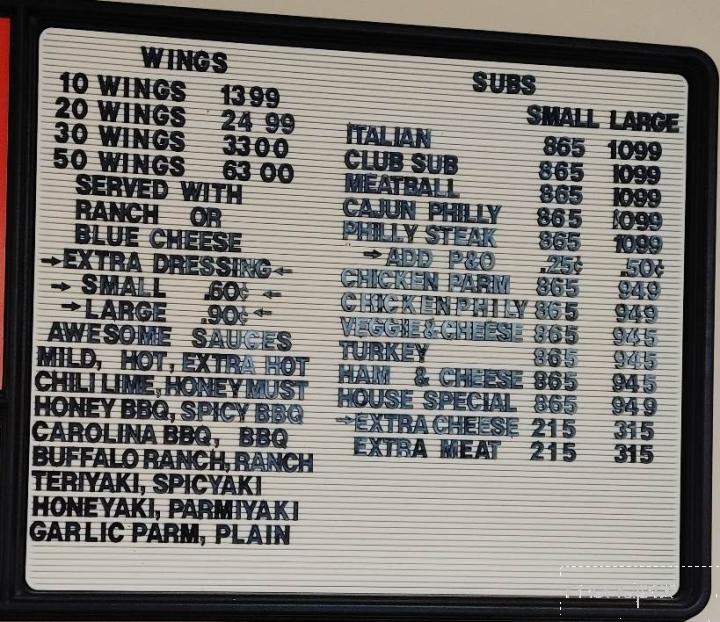 WINGS
10 WINGS 1399
20 WINGS 24 99
30 WINGS 3300
50 WINGS 63 00
SERVED WITH
RANCH OR
BLUE CHEESE
→EXTRA DRESSING←
→ SMALL .60¢ ←
→LARGE .90¢ ←
AWESOME SAUCES
MILD, HOT, EXTRA HOT
CHILI LIME, HONEY MUST
HONEY BBQ, SPICY BBQ
CAROLINA BBQ, BBQ
BUFFALO RANCH, RANCH
TERIYAKI, SPICYAKI
HONEYAKI, PARMIYAKI
GARLIC PARM, PLAIN
SUBS
SMALL LARGE
ITALIAN 865 1099
CLUB SUB 865 1099
MEATBALL 865 1099
CAJUN PHILLY 865 1099
PHILLY STEAK 865 1099
→ADD P&O .25¢ .50¢
CHICKEN PARM 865 949
CHICKEN PHILY 865 949
VEGGIE & CHEESE 865 945
TURKEY 865 945
HAM & CHEESE 865 945
HOUSE SPECIAL 865 949
→EXTRA CHEESE 215 315
EXTRA MEAT 215 315